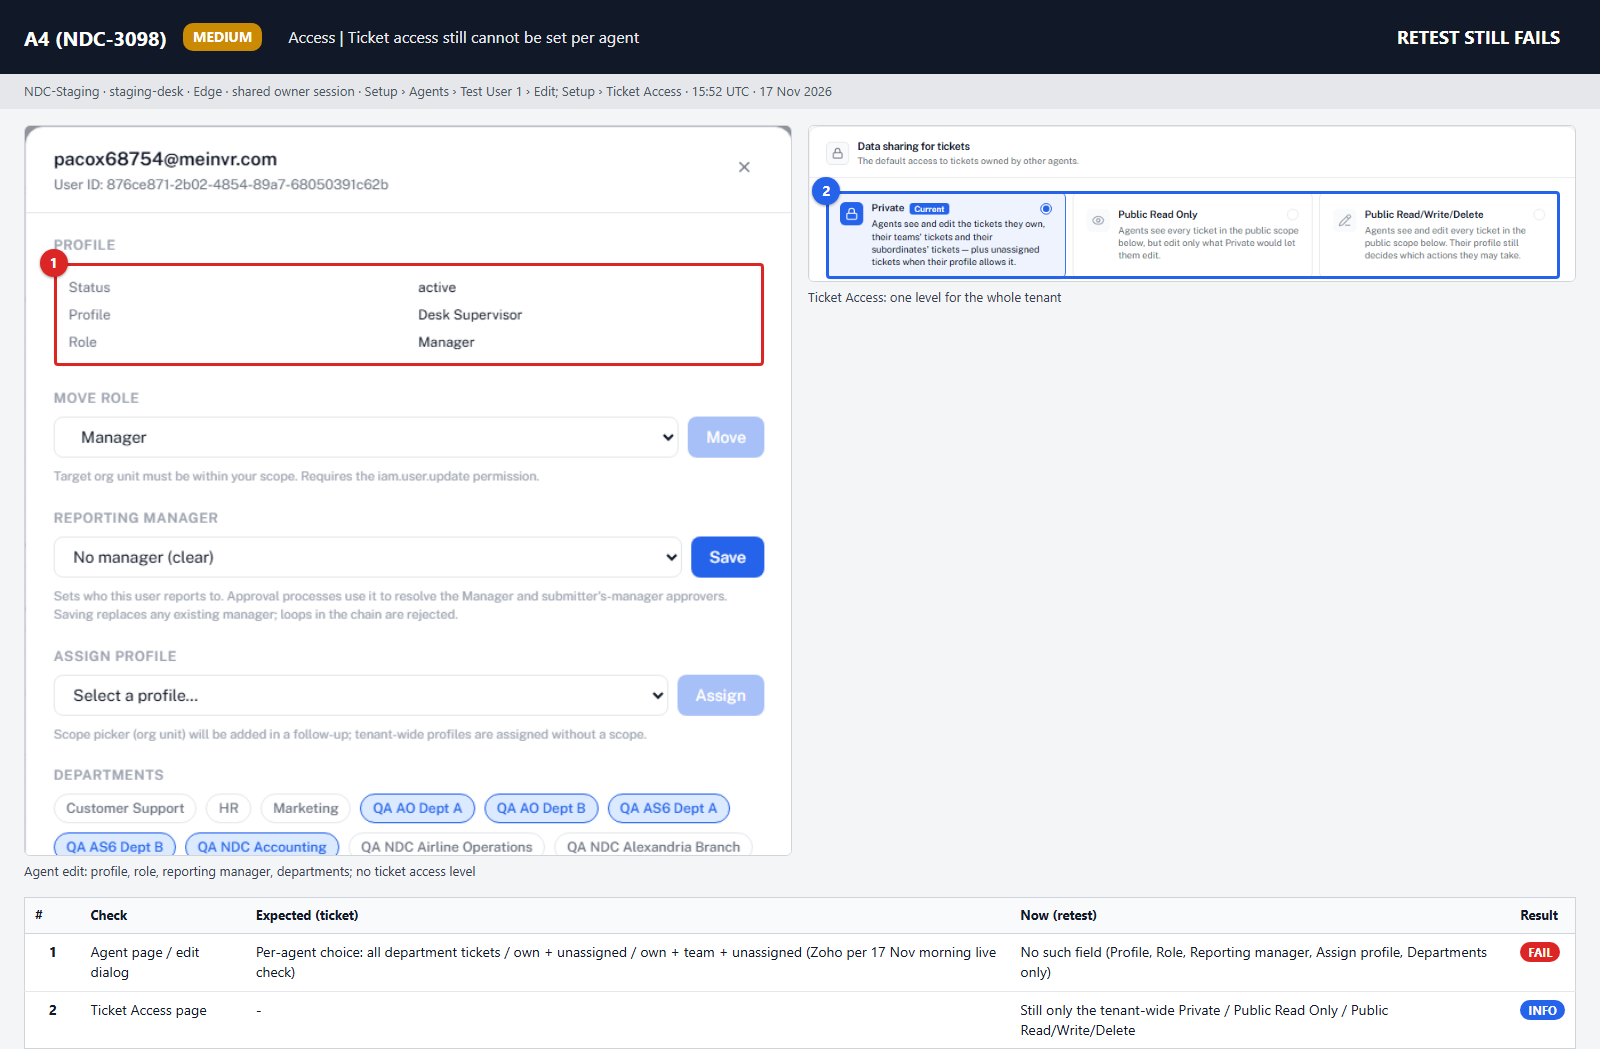 A4 (NDC-3098)
MEDIUM
Access | Ticket access still cannot be set per agent
RETEST STILL FAILS
NDC-Staging · staging-desk · Edge · shared owner session · Setup › Agents › Test User 1 › Edit; Setup › Ticket Access · 15:52 UTC · 17 Nov 2026
pacox68754@meinvr.com
User ID: 876ce871-2b02-4854-89a7-68050391c62b
×
PROFILE
1
Status active
Profile Desk Supervisor
Role Manager
MOVE ROLE
Manager
Move
Target org unit must be within your scope. Requires the iam.user.update permission.
REPORTING MANAGER
No manager (clear)
Save
Sets who this user reports to. Approval processes use it to resolve the Manager and submitter's-manager approvers.
Saving replaces any existing manager; loops in the chain are rejected.
ASSIGN PROFILE
Select a profile...
Assign
Scope picker (org unit) will be added in a follow-up; tenant-wide profiles are assigned without a scope.
DEPARTMENTS
Customer Support HR Marketing QA AO Dept A QA AO Dept B QA AS6 Dept A
QA AS6 Dept B QA NDC Accounting QA NDC Airline Operations QA NDC Alexandria Branch
Agent edit: profile, role, reporting manager, departments; no ticket access level
Data sharing for tickets
The default access to tickets owned by other agents.
2
Private Current
Agents see and edit the tickets they own,
their teams' tickets and their
subordinates' tickets — plus unassigned
tickets when their profile allows it.
Public Read Only
Agents see every ticket in the public scope
below, but edit only what Private would let
them edit.
Public Read/Write/Delete
Agents see and edit every ticket in the
public scope below. Their profile still
decides which actions they may take.
Ticket Access: one level for the whole tenant
# Check Expected (ticket) Now (retest) Result
1 Agent page / edit dialog
Per-agent choice: all department tickets / own + unassigned / own + team + unassigned (Zoho per 17 Nov morning live check)
No such field (Profile, Role, Reporting manager, Assign profile, Departments only)
FAIL
2 Ticket Access page
-
Still only the tenant-wide Private / Public Read Only / Public Read/Write/Delete
INFO